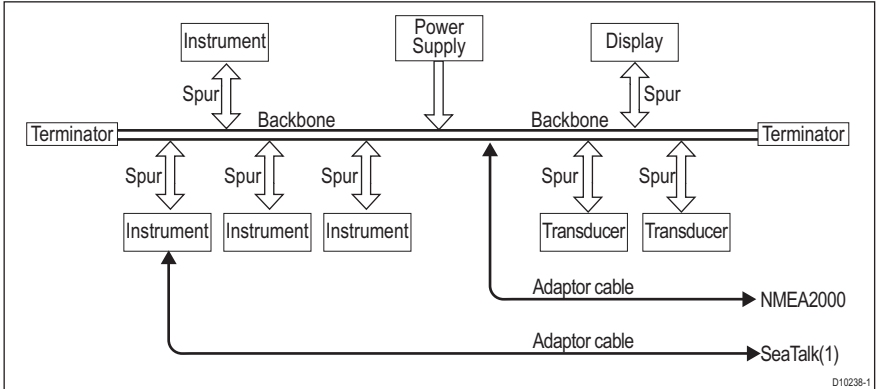 Instrument
Power
Supply
Display
Spur
Spur
Backbone
Backbone
Terminator
Terminator
Spur
Spur
Spur
Spur
Spur
Instrument
Instrument
Instrument
Transducer
Transducer
Adaptor cable
NMEA2000
Adaptor cable
SeaTalk(1)
D10238-1